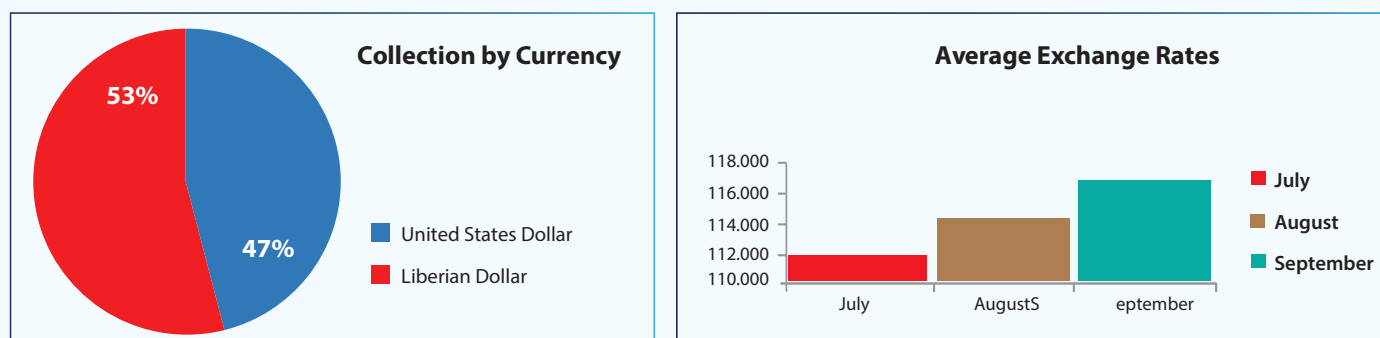 Collection by Currency
53%
47%
United States Dollar
Liberian Dollar
Average Exchange Rates
118.000
116.000
114.000
112.000
110.000
July
AugustS
eptember
July
August
September